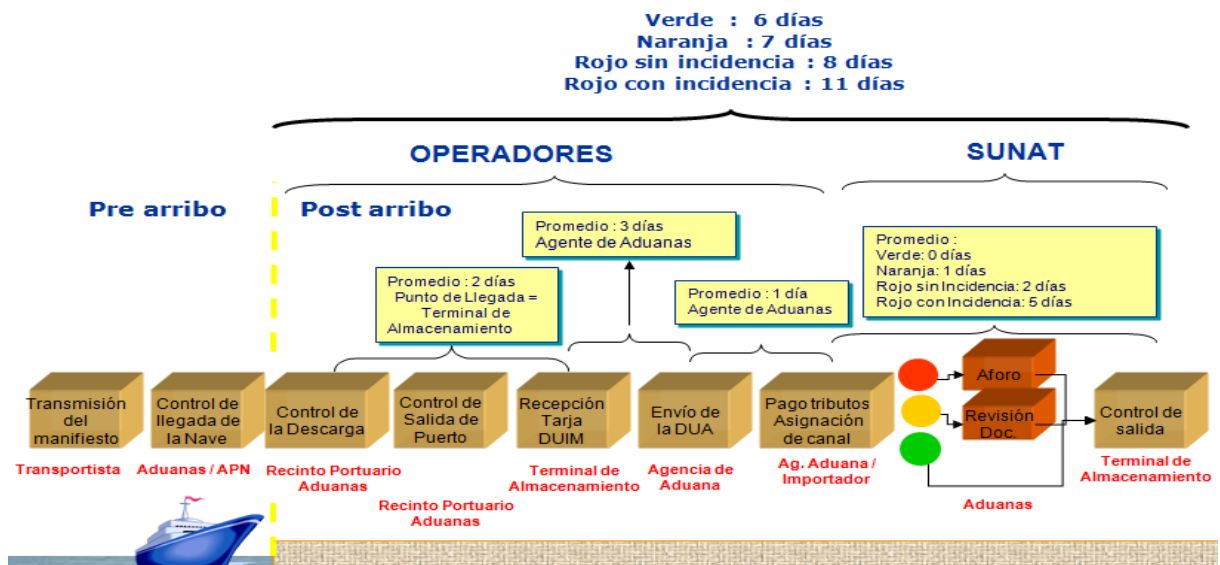 Verde : 6 días
Naranja : 7 días
Rojo sin incidencia : 8 días
Rojo con incidencia : 11 días
OPERADORES
SUNAT
Pre arribo
Post arribo
Promedio : 3 días
Agente de Aduanas
Promedio : 2 días
Punto de Llegada =
Terminal de
Almacenamiento
Promedio : 1 día
Agente de Aduanas
Promedio :
Verde: 0 días
Naranja: 1 días
Rojo sin Incidencia: 2 días
Rojo con Incidencia: 5 días
Transmisión
del
manifiesto
Transportista
Control de
llegada de
la Nave
Aduanas / APN
Control de
la Descarga
Recinto Portuario
Aduanas
Control de
Salida de
Puerto
Recinto Portuario
Aduanas
Recepción
Tarja
DUIM
Terminal de
Almacenamiento
Envío de
la DUA
Agencia de
Aduana
Pago tributos
Asignación
de canal
Ag. Aduana /
Importador
Aforo
Revisión
Doc.
Aduanas
Control de
salida
Terminal de
Almacenamiento